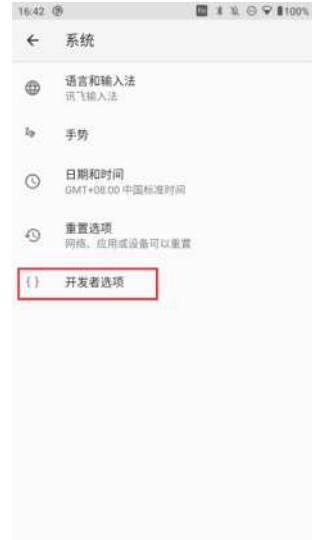 16:42
100%
系统
语言和输入法
讯飞输入法
手势
日期和时间
GMT+08:00 中国标准时间
重置选项
网络、应用或设备可以重置
{ } 开发者选项